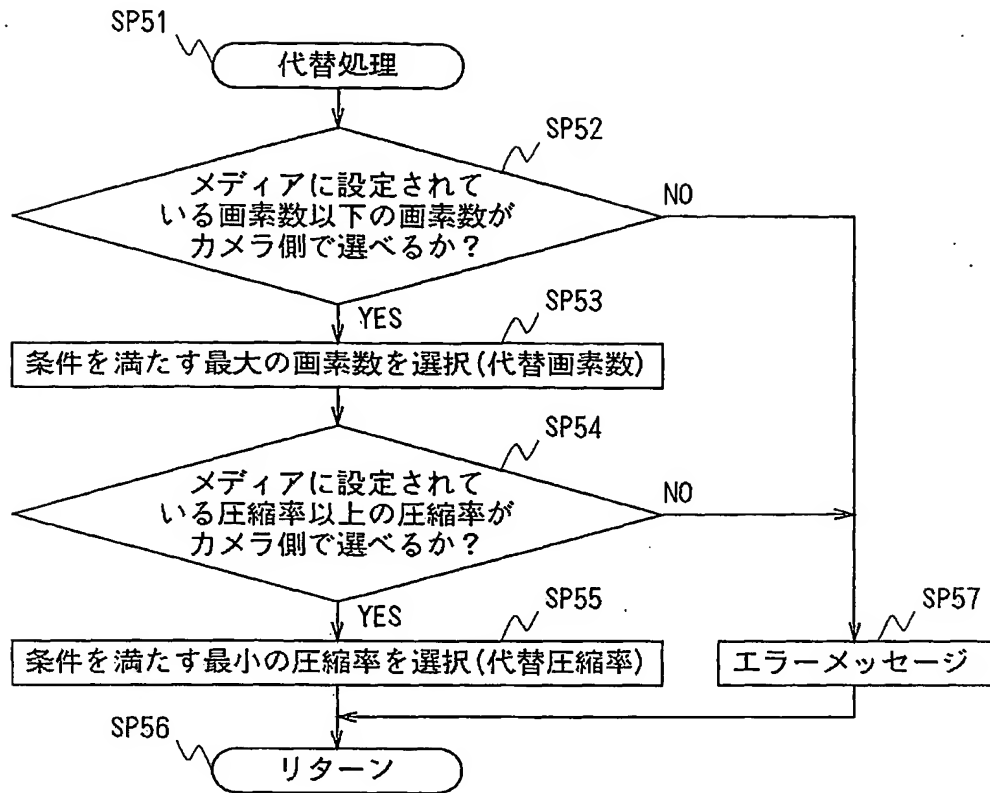 SP51
代替処理
SP52
メディアに設定されて
いる画素数以下の画素数が
カメラ側で選べるか?
NO
YES
SP53
条件を満たす最大の画素数を選択(代替画素数)
SP54
メディアに設定されて
いる圧縮率以上の圧縮率が
カメラ側で選べるか?
NO
YES
SP55
条件を満たす最小の圧縮率を選択(代替圧縮率)
SP57
エラーメッセージ
SP56
リターン